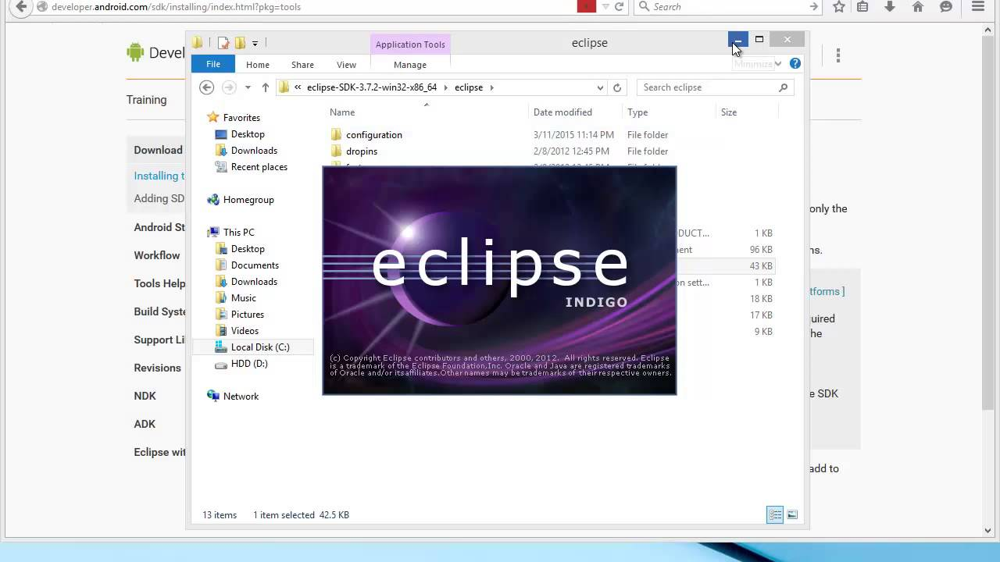 developer.android.com/sdk/installing/index.html?pkg=tools
Search
Application Tools
eclipse
Devel
File
Home
Share
View
Manage
Minimize
eclipse-SDK-3.7.2-win32-x86_64
eclipse
Search eclipse
Training
Name
Date modified
Type
Size
Favorites
Desktop
Downloads
Recent places
Homegroup
This PC
Desktop
Documents
Downloads
Music
Pictures
Videos
Local Disk (C:)
HDD (D:)
Network
configuration 3/11/2015 11:14 PM File folder
dropins 2/8/2012 12:45 PM File folder
DUCT... 1 KB
ent 96 KB
43 KB
on sett... 1 KB
18 KB
17 KB
9 KB
eclipse
INDIGO
(c) Copyright Eclipse contributors and others, 2000, 2012. All rights reserved. Eclipse
is a trademark of the Eclipse Foundation,Inc. Oracle and Java are registered trademarks
of Oracle and/or itsaffiliates.Other names may be trademarks of their respective owners.
Download
Installing t
Adding SD
Android St
Workflow
Tools Help
Build Syste
Support Li
Revisions
NDK
ADK
Eclipse wit
only the
ms.
tforms ]
quired
the
e SDK
add to
13 items 1 item selected 42.5 KB